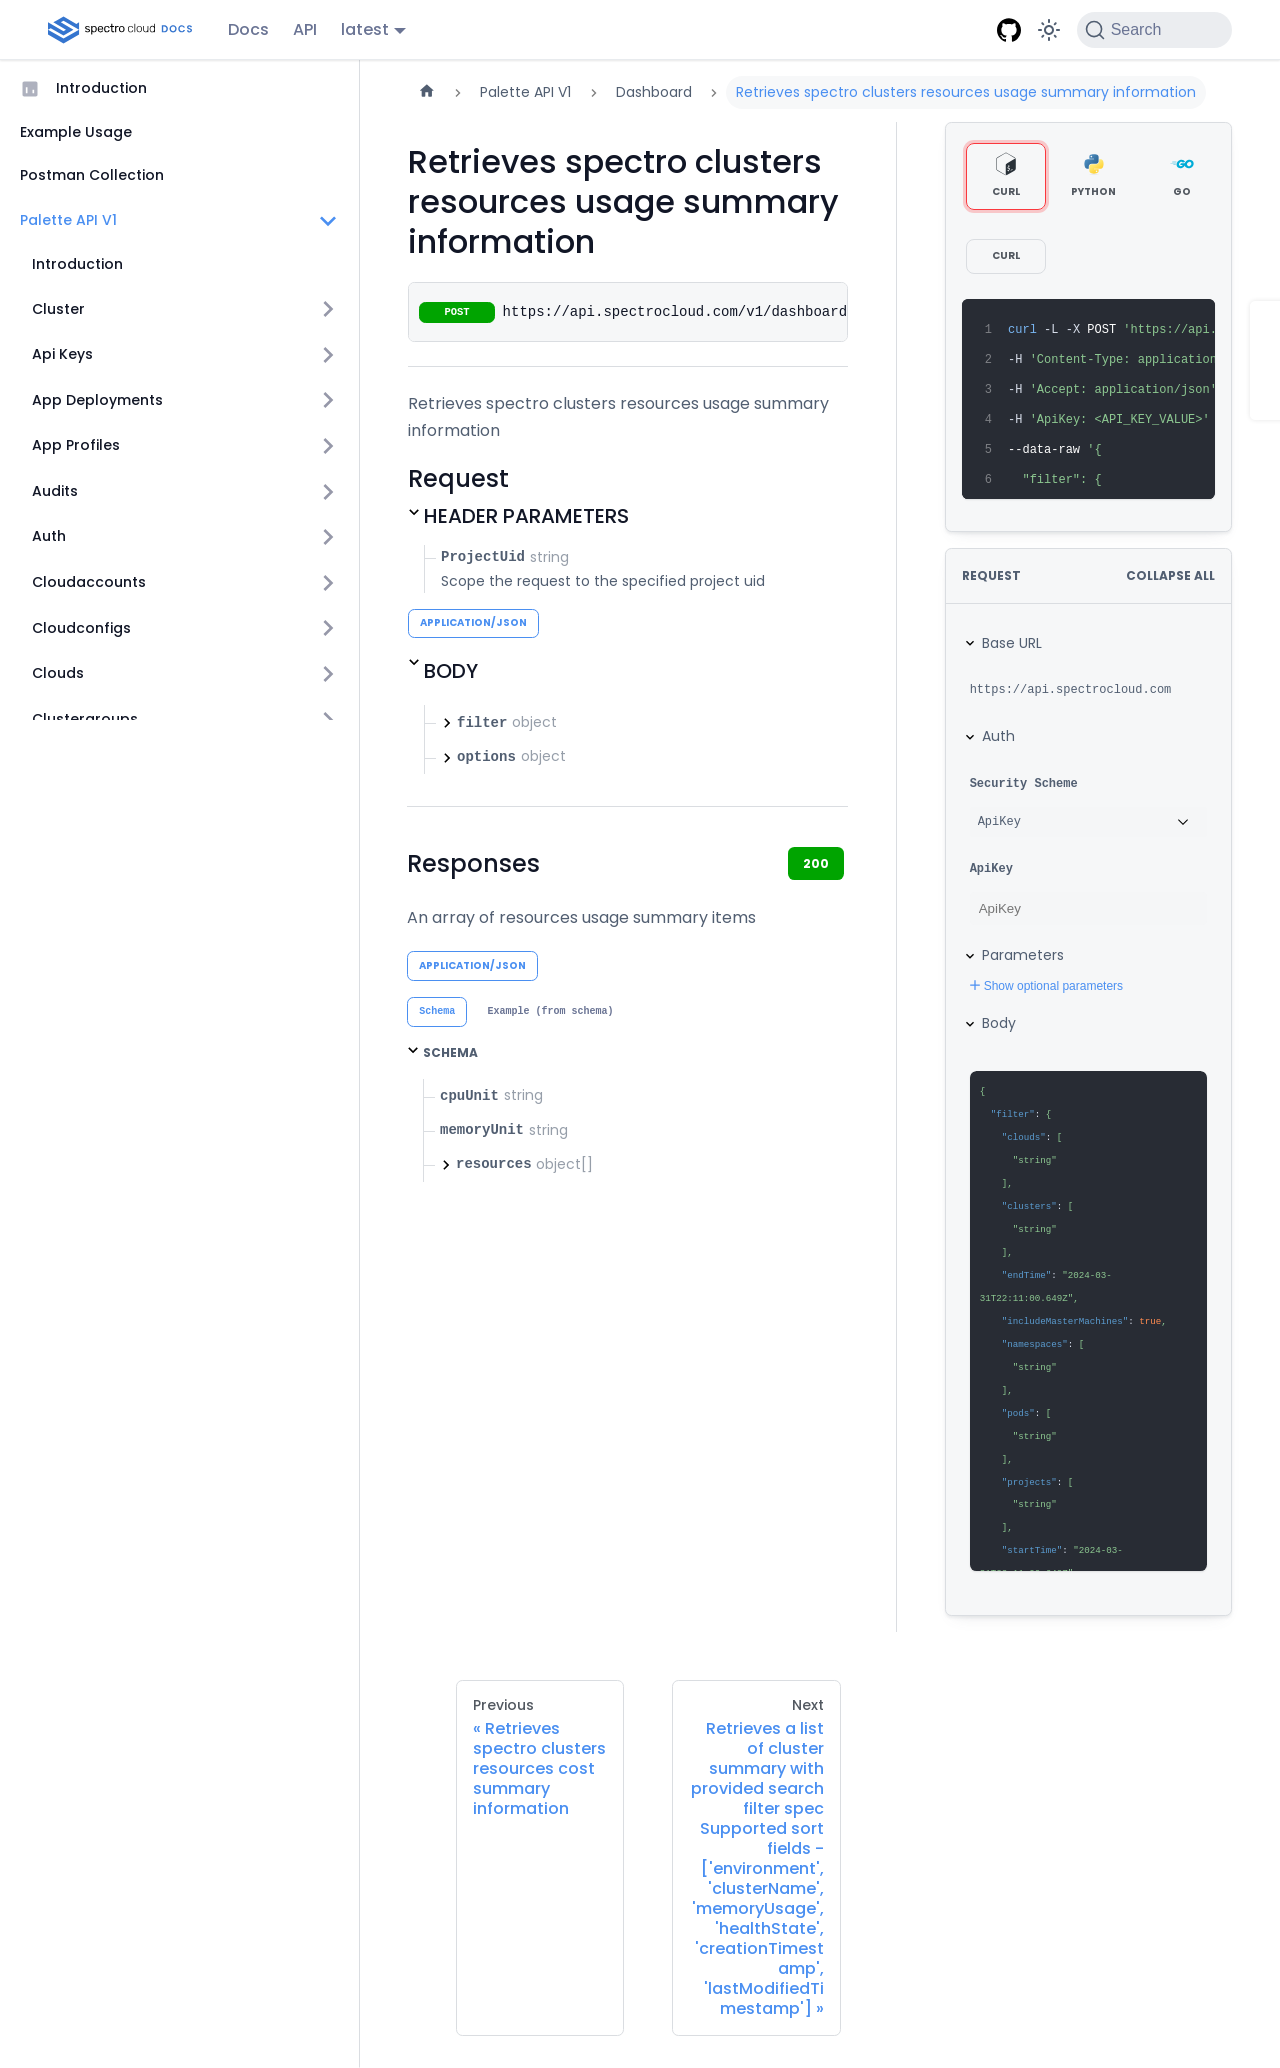 spectro cloud DOCS
Docs
API
latest
Search
Introduction
Example Usage
Postman Collection
Palette API V1
Introduction
Cluster
Api Keys
App Deployments
App Profiles
Audits
Auth
Cloudaccounts
Cloudconfigs
Clouds
Clustergroups
Palette API V1
Dashboard
Retrieves spectro clusters resources usage summary information
Retrieves spectro clusters
resources usage summary
information
POST https://api.spectrocloud.com/v1/dashboard
Retrieves spectro clusters resources usage summary
information
Request
HEADER PARAMETERS
ProjectUid string
Scope the request to the specified project uid
APPLICATION/JSON
BODY
filter object
options object
Responses
200
An array of resources usage summary items
APPLICATION/JSON
Schema
Example (from schema)
SCHEMA
cpuUnit string
memoryUnit string
resources object[]
CURL
PYTHON
GO
CURL
1 curl -L -X POST 'https://api.
2 -H 'Content-Type: application
3 -H 'Accept: application/json'
4 -H 'ApiKey: <API_KEY_VALUE>'
5 --data-raw '{
6 "filter": {
REQUEST
COLLAPSE ALL
Base URL
https://api.spectrocloud.com
Auth
Security Scheme
ApiKey
ApiKey
ApiKey
Parameters
Show optional parameters
Body
{
"filter": {
"clouds": [
"string"
],
"clusters": [
"string"
],
"endTime": "2024-03-
31T22:11:00.649Z",
"includeMasterMachines": true,
"namespaces": [
"string"
],
"pods": [
"string"
],
"projects": [
"string"
],
"startTime": "2024-03-
Previous
« Retrieves
spectro clusters
resources cost
summary
information
Next
Retrieves a list
of cluster
summary with
provided search
filter spec
Supported sort
fields -
['environment',
'clusterName',
'memoryUsage',
'healthState',
'creationTimest
amp',
'lastModifiedTi
mestamp'] »